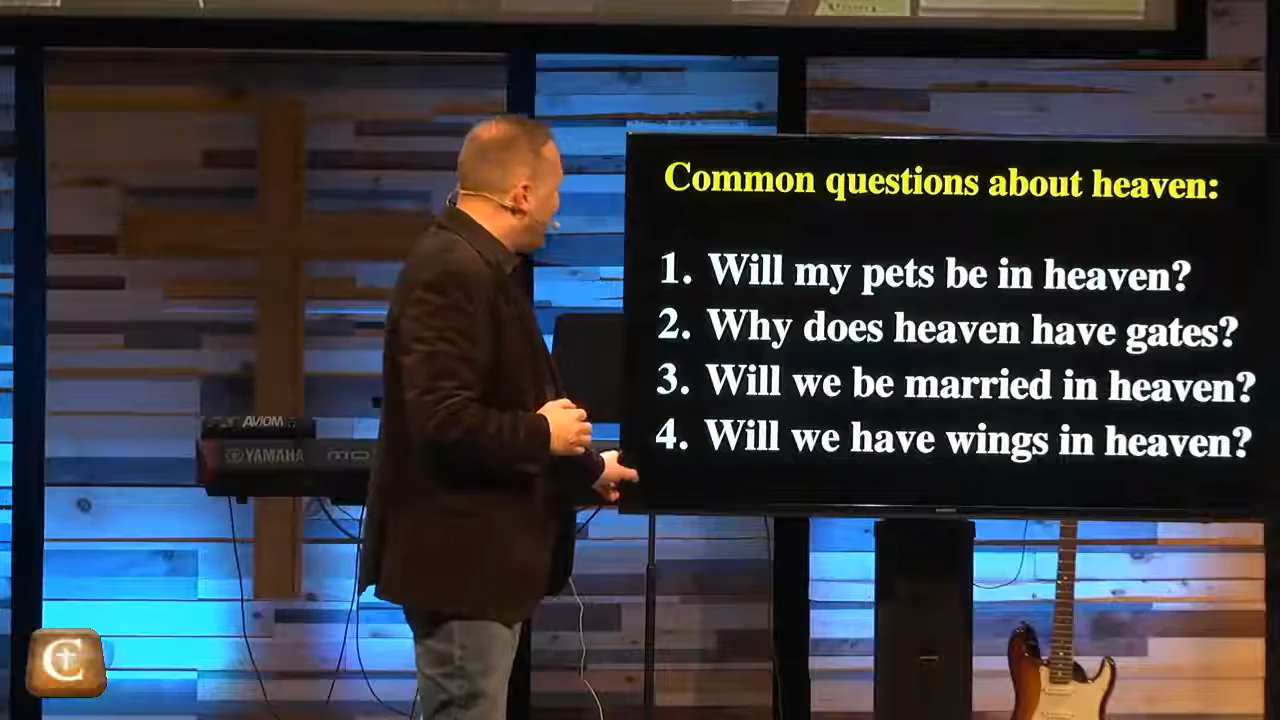 Common questions about heaven:
1. Will my pets be in heaven?
2. Why does heaven have gates?
3. Will we be married in heaven?
4. Will we have wings in heaven?
AVIOM
YAMAHA
C